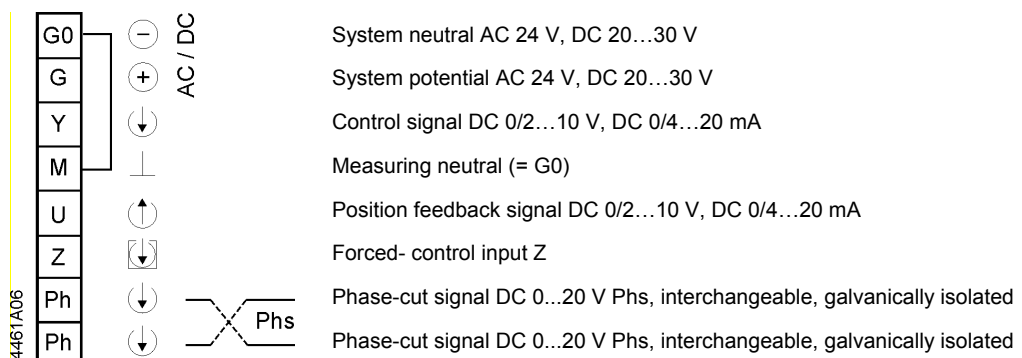 G0 − AC / DC System neutral AC 24 V, DC 20…30 V
G + System potential AC 24 V, DC 20…30 V
Y Control signal DC 0/2…10 V, DC 0/4…20 mA
M Measuring neutral (= G0)
U Position feedback signal DC 0/2…10 V, DC 0/4…20 mA
Z Forced- control input Z
Ph Phs Phase-cut signal DC 0...20 V Phs, interchangeable, galvanically isolated
Ph Phase-cut signal DC 0...20 V Phs, interchangeable, galvanically isolated
4461A06